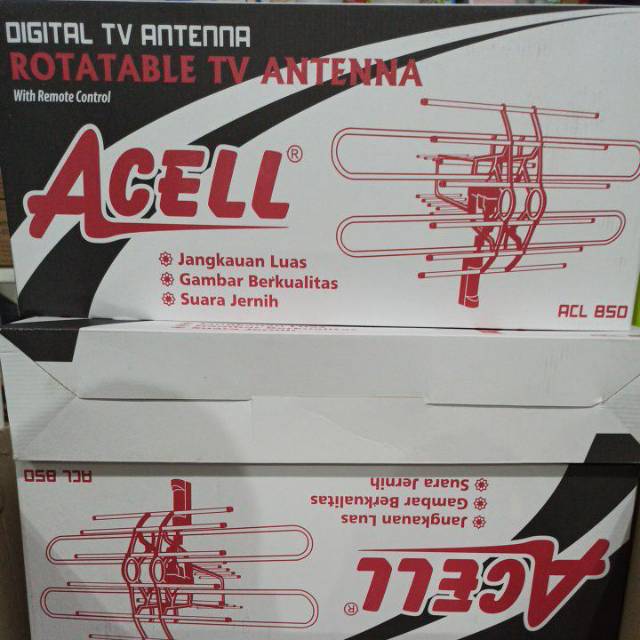 DIGITAL TV ANTENNA
ROTATABLE TV ANTENNA
With Remote Control
ACELL®
Jangkauan Luas
Gambar Berkualitas
Suara Jernih
ACL 850
ACL 850
Suara Jernih
Gambar Berkualitas
Jangkauan Luas
ACELL®